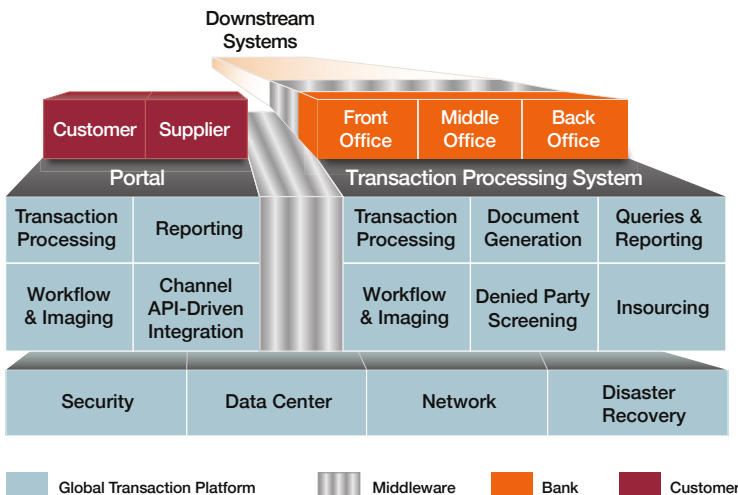 Downstream
Systems
Customer
Supplier
Front
Office
Middle
Office
Back
Office
Portal
Transaction Processing System
Transaction
Processing
Reporting
Transaction
Processing
Document
Generation
Queries &
Reporting
Workflow
& Imaging
Channel
API-Driven
Integration
Workflow
& Imaging
Denied Party
Screening
Insourcing
Security
Data Center
Network
Disaster
Recovery
Global Transaction Platform
Middleware
Bank
Customer